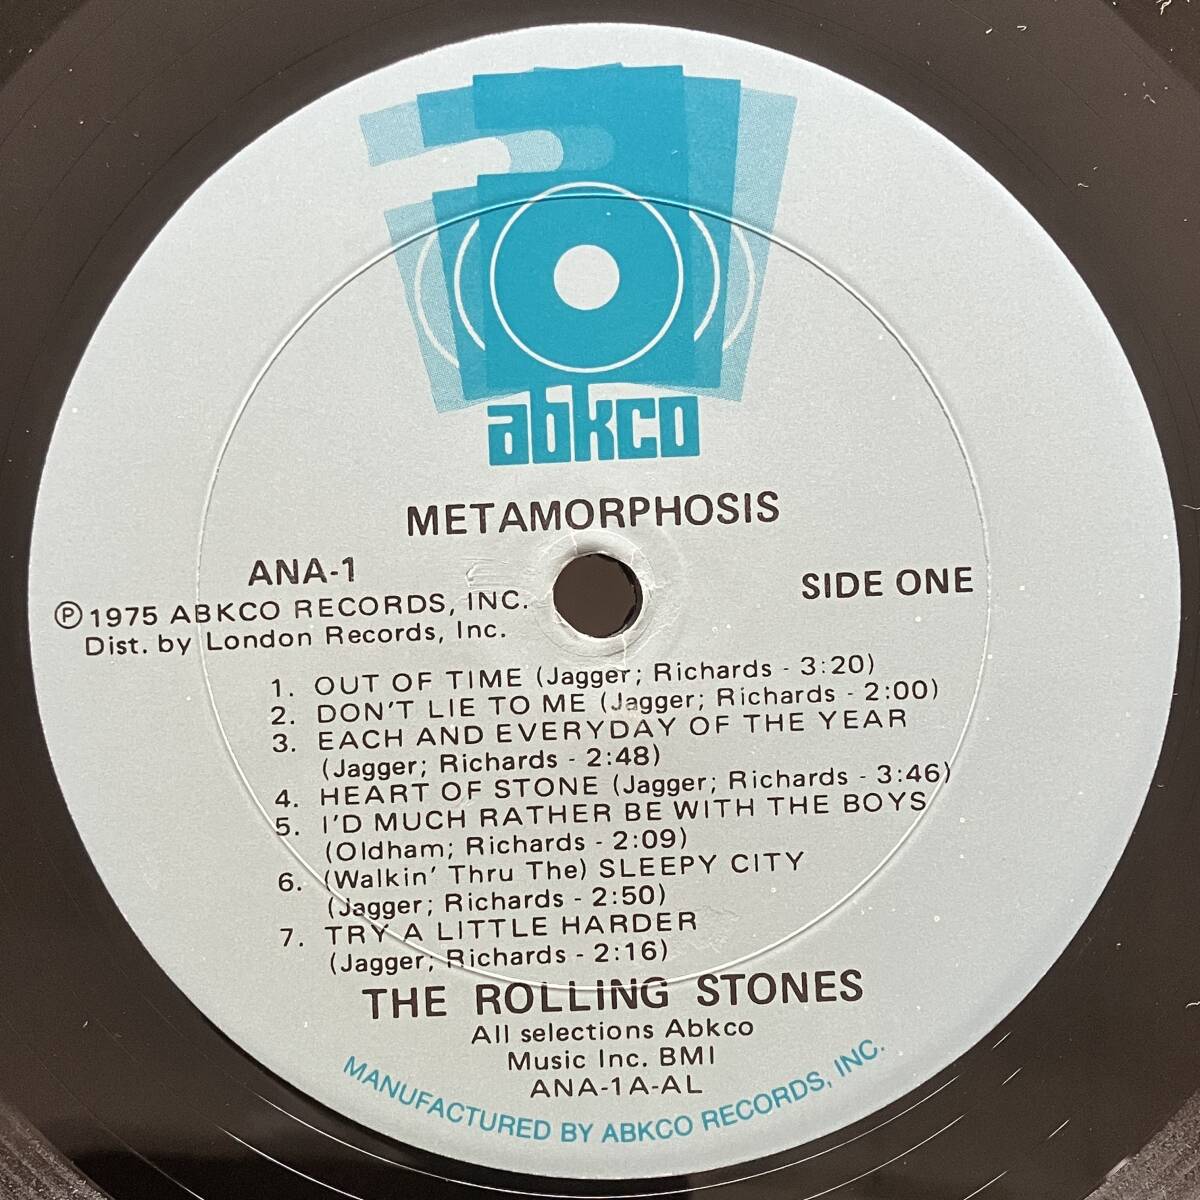 abkco
METAMORPHOSIS
ANA-1
SIDE ONE
℗ 1975 ABKCO RECORDS, INC.
Dist. by London Records, Inc.
1. OUT OF TIME (Jagger; Richards - 3:20)
2. DON'T LIE TO ME (Jagger; Richards - 2:00)
3. EACH AND EVERYDAY OF THE YEAR
(Jagger; Richards - 2:48)
4. HEART OF STONE (Jagger; Richards - 3:46)
5. I'D MUCH RATHER BE WITH THE BOYS
(Oldham; Richards - 2:09)
6. (Walkin' Thru The) SLEEPY CITY
(Jagger; Richards - 2:50)
7. TRY A LITTLE HARDER
(Jagger; Richards - 2:16)
THE ROLLING STONES
All selections Abkco
Music Inc. BMI
ANA-1A-AL
MANUFACTURED BY ABKCO RECORDS, INC.